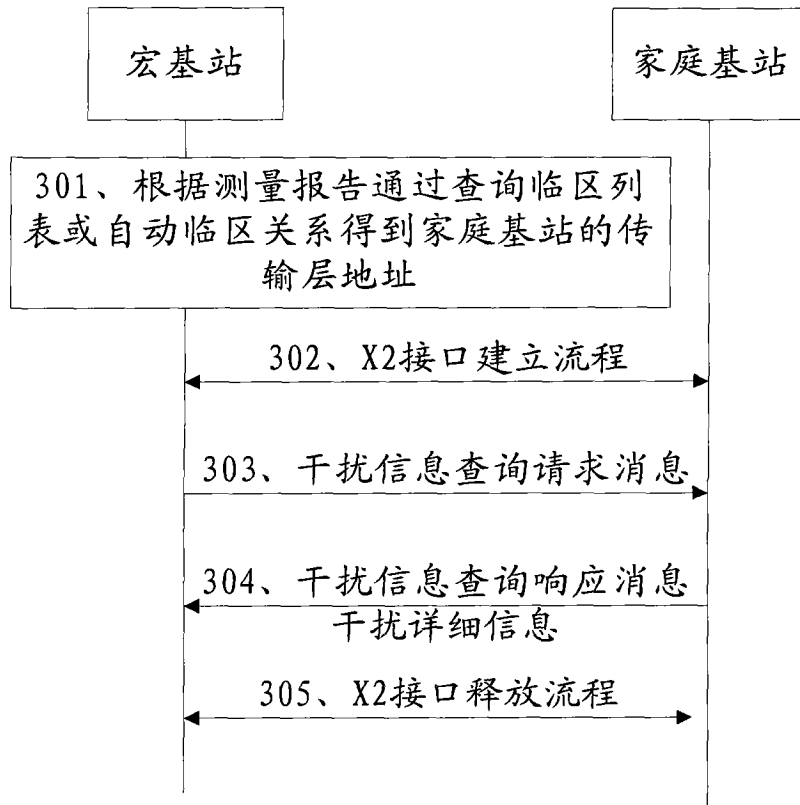 宏基站
家庭基站
301、根据测量报告通过查询临区列
表或自动临区关系得到家庭基站的传
输层地址
302、X2接口建立流程
303、干扰信息查询请求消息
304、干扰信息查询响应消息
干扰详细信息
305、X2接口释放流程